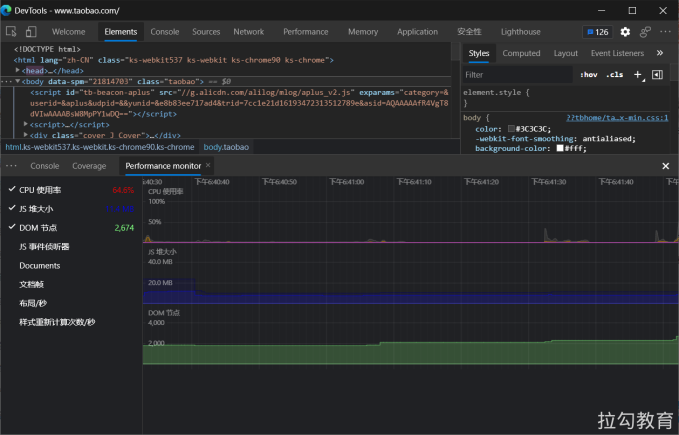 DevTools - www.taobao.com/
Welcome Elements Console Sources Network Performance Memory Application 安全性 Lighthouse 126
<!DOCTYPE html>
<html lang="zh-CN" class="ks-webkit537 ks-webkit ks-chrome90 ks-chrome">
<head>…</head>
<body data-spm="21814703" class="taobao"> == $0
<script id="tb-beacon-aplus" src="//g.alicdn.com/alilog/mlog/aplus_v2.js" exparams="category=&
userid=&aplus&udpid=&&yunid=&e8b83ee717ad4&trid=7cc1e21d16193472313512789e&asid=AQAAAAAfR4VgT8
dVIwAAAABsW8MpPY1wDQ=="></script>
<script>…</script>
<div class="cover J_Cover">…</div>
html.ks-webkit537.ks-webkit.ks-chrome90.ks-chrome body.taobao
Styles Computed Layout Event Listeners
Filter :hov .cls
element.style {
}
body { ??tbhome/ta…x-min.css:1
color: #3C3C3C;
-webkit-font-smoothing: antialiased;
background-color: #fff;
Console Coverage Performance monitor
CPU 使用率 64.6%
JS 堆大小
DOM 节点 2,674
JS 事件侦听器
Documents
文档帧
布局/秒
样式重新计算次数/秒
6:40:30 下午6:40:40 下午6:40:50 下午6:41:00 下午6:41:10 下午6:41:20 下午6:41:30 下午6:41:40
CPU 使用率
100%
50%
JS 堆大小
40.0 MB
20.0 MB
DOM 节点
4,000
2,000
拉勾教育